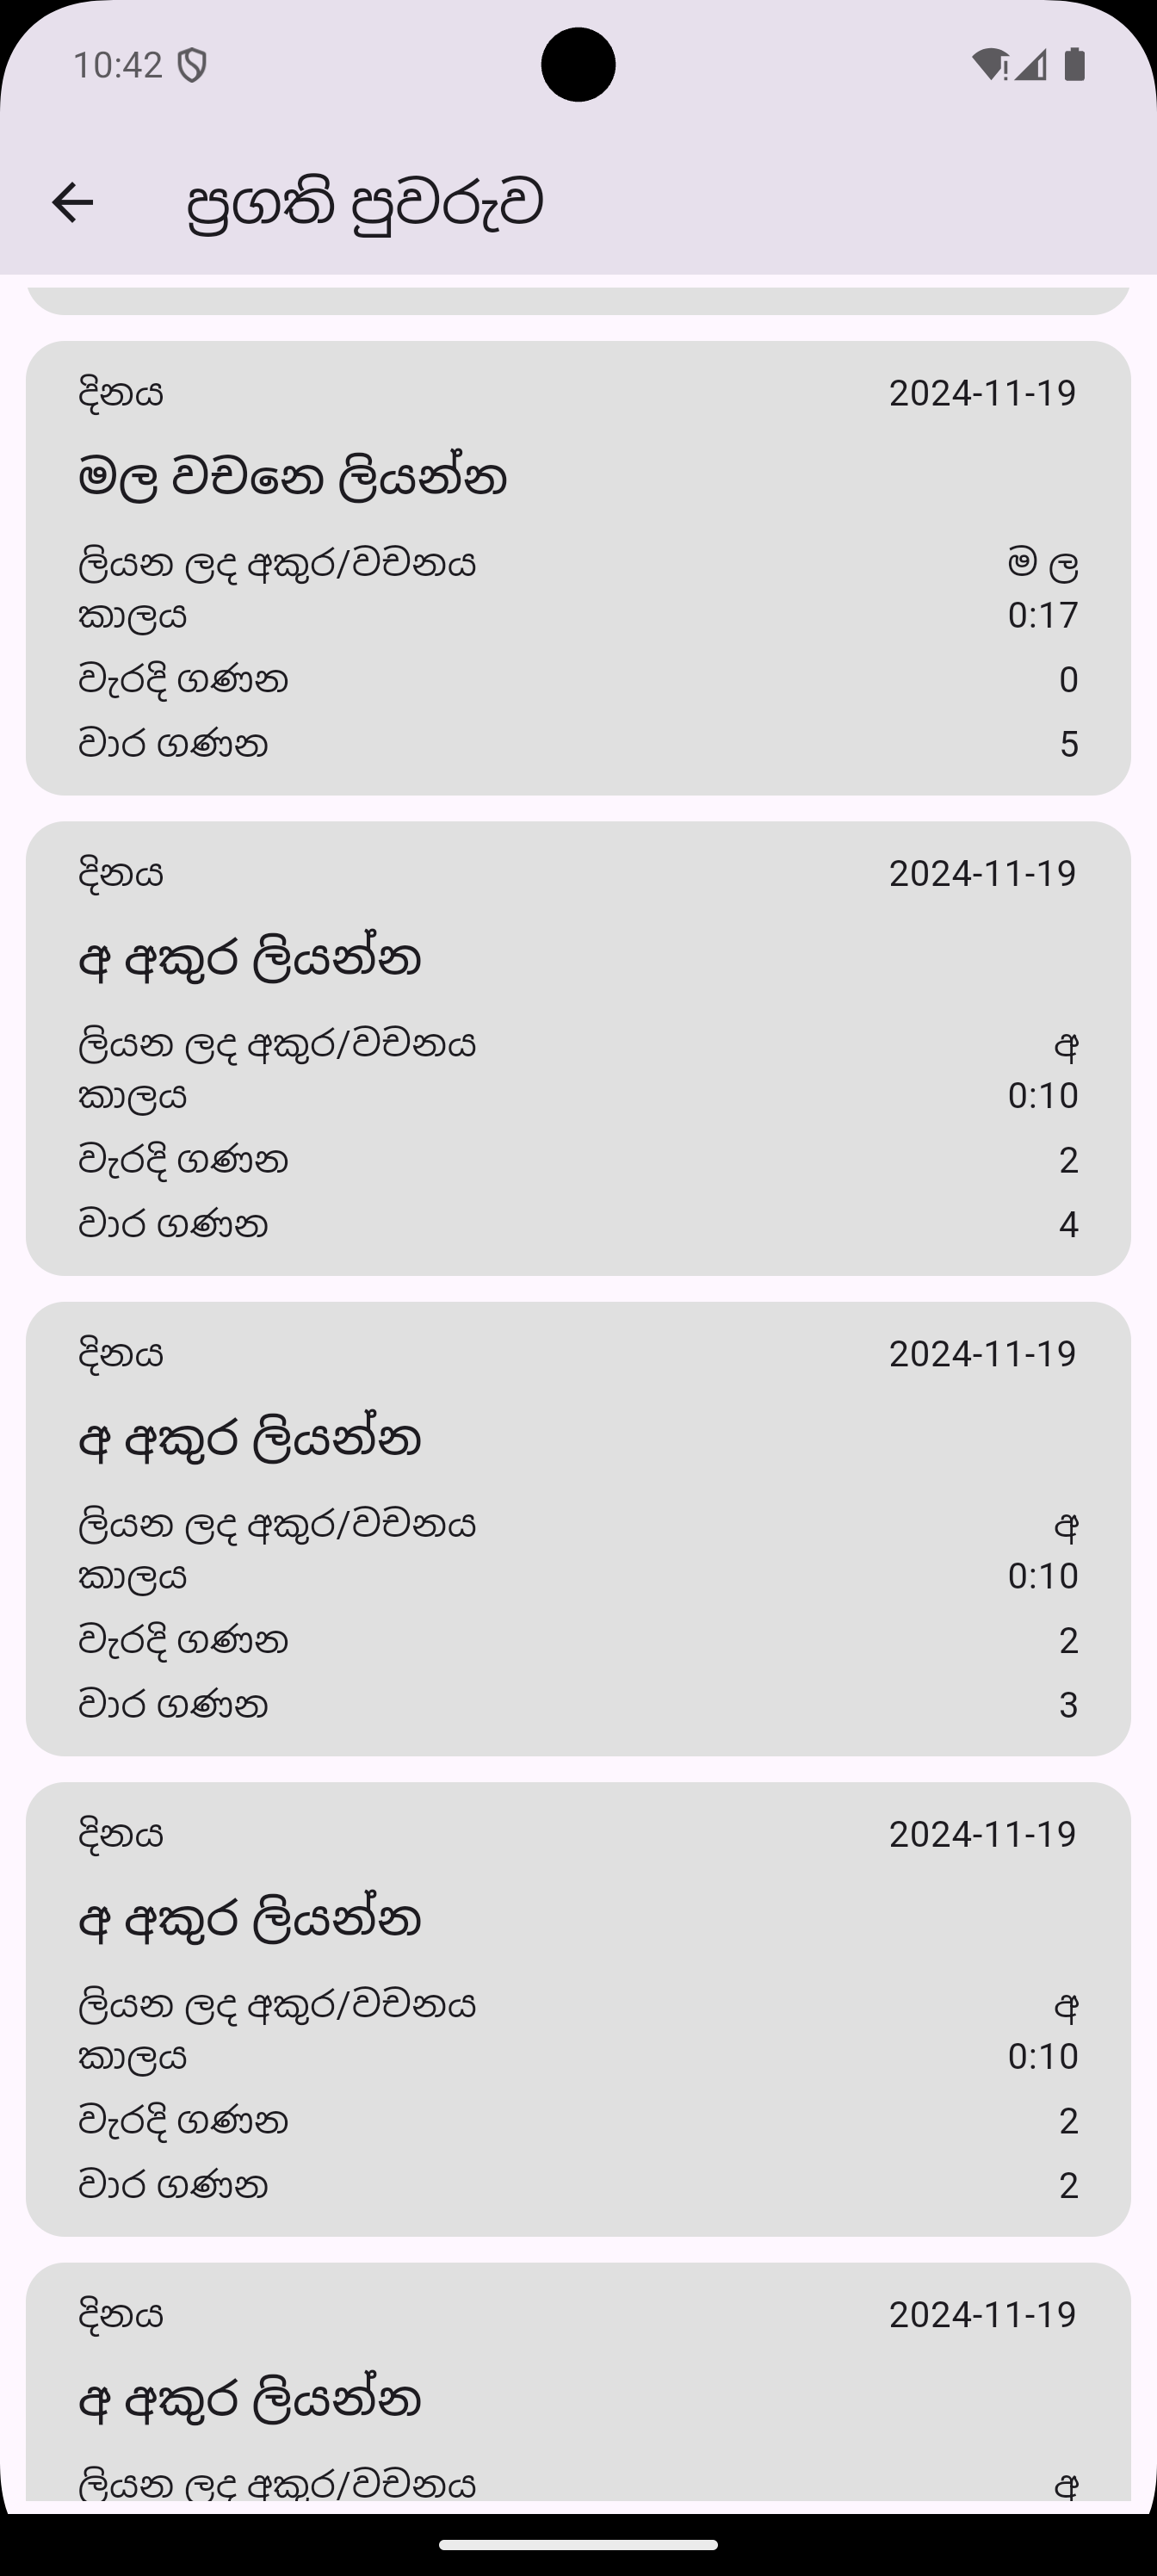 10:42
ප්‍රගති පුවරුව
දිනය 2024-11-19
මල වචනෙ ලියන්න
ලියන ලද අකුර/වචනය ම ල
කාලය 0:17
වැරදි ගණන 0
වාර ගණන 5
දිනය 2024-11-19
අ අකුර ලියන්න
ලියන ලද අකුර/වචනය අ
කාලය 0:10
වැරදි ගණන 2
වාර ගණන 4
දිනය 2024-11-19
අ අකුර ලියන්න
ලියන ලද අකුර/වචනය අ
කාලය 0:10
වැරදි ගණන 2
වාර ගණන 3
දිනය 2024-11-19
අ අකුර ලියන්න
ලියන ලද අකුර/වචනය අ
කාලය 0:10
වැරදි ගණන 2
වාර ගණන 2
දිනය 2024-11-19
අ අකුර ලියන්න
ලියන ලද අකුර/වචනය අ